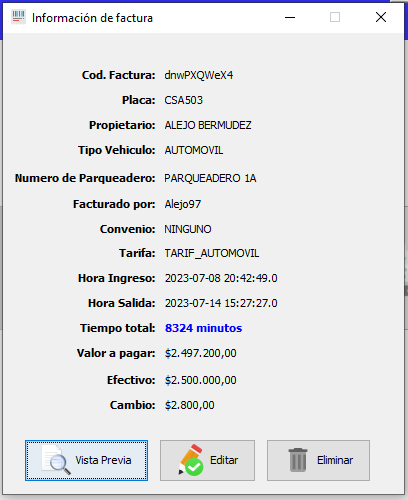 Información de factura
Cod. Factura: dnwPXQWeX4
Placa: CSA503
Propietario: ALEJO BERMUDEZ
Tipo Vehiculo: AUTOMOVIL
Numero de Parqueadero: PARQUEADERO 1A
Facturado por: Alejo97
Convenio: NINGUNO
Tarifa: TARIF_AUTOMOVIL
Hora Ingreso: 2023-07-08 20:42:49.0
Hora Salida: 2023-07-14 15:27:27.0
Tiempo total: 8324 minutos
Valor a pagar: $2.497.200,00
Efectivo: $2.500.000,00
Cambio: $2.800,00
Vista Previa Editar Eliminar